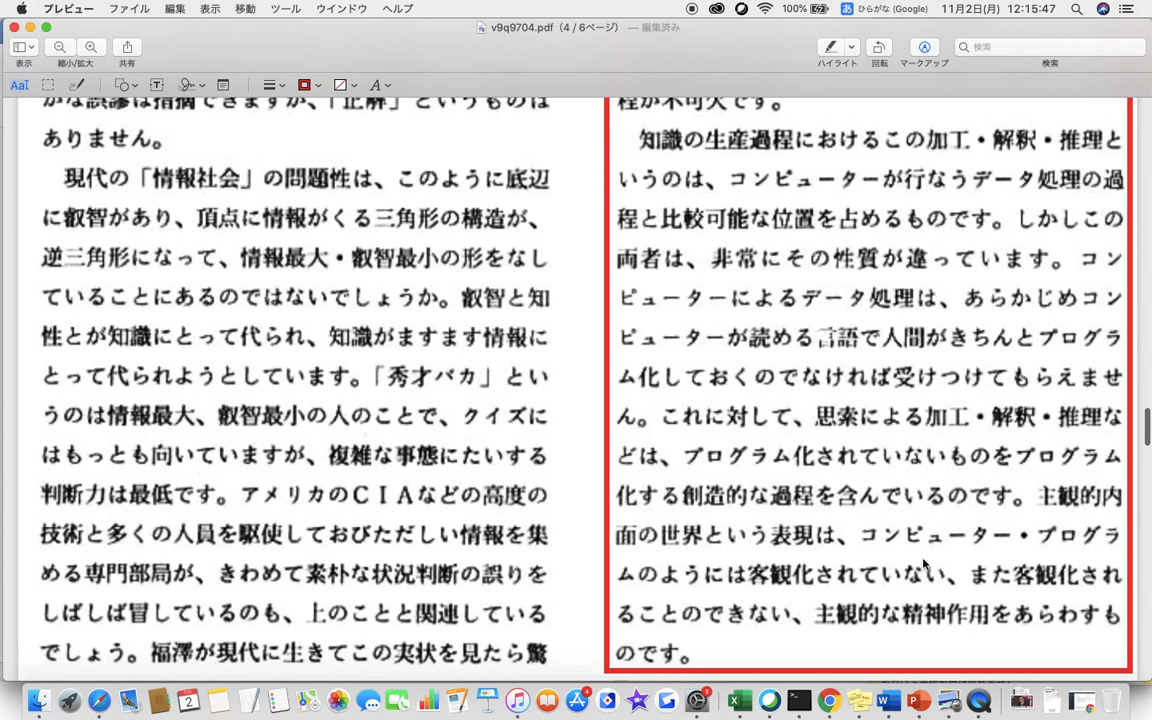 プレビュー ファイル 編集 表示 移動 ツール ウインドウ ヘルプ 100% あ ひらがな (Google) 11月2日(月) 12:15:47
v9q9704.pdf（4 / 6ページ） — 編集済み
検索
表示 縮小/拡大 共有 ハイライト 回転 マークアップ 検索
AaI T A
かな誤謬は指摘できますが、「正解」というものは
ありません。
現代の「情報社会」の問題性は、このように底辺
に叡智があり、頂点に情報がくる三角形の構造が、
逆三角形になって、情報最大・叡智最小の形をなし
ていることにあるのではないでしょうか。叡智と知
性とが知識にとって代られ、知識がますます情報に
とって代られようとしています。「秀才バカ」とい
うのは情報最大、叡智最小の人のことで、クイズに
はもっとも向いていますが、複雑な事態にたいする
判断力は最低です。アメリカのＣＩＡなどの高度の
技術と多くの人員を駆使しておびただしい情報を集
める専門部局が、きわめて素朴な状況判断の誤りを
しばしば冒しているのも、上のことと関連している
でしょう。福澤が現代に生きてこの実状を見たら驚
程が不可欠です。
知識の生産過程におけるこの加工・解釈・推理と
いうのは、コンピューターが行なうデータ処理の過
程と比較可能な位置を占めるものです。しかしこの
両者は、非常にその性質が違っています。コン
ピューターによるデータ処理は、あらかじめコン
ピューターが読める言語で人間がきちんとプログラ
ム化しておくのでなければ受けつけてもらえませ
ん。これに対して、思索による加工・解釈・推理な
どは、プログラム化されていないものをプログラム
化する創造的な過程を含んでいるのです。主観的内
面の世界という表現は、コンピューター・プログラ
ムのようには客観化されていない、また客観化され
ることのできない、主観的な精神作用をあらわすも
のです。